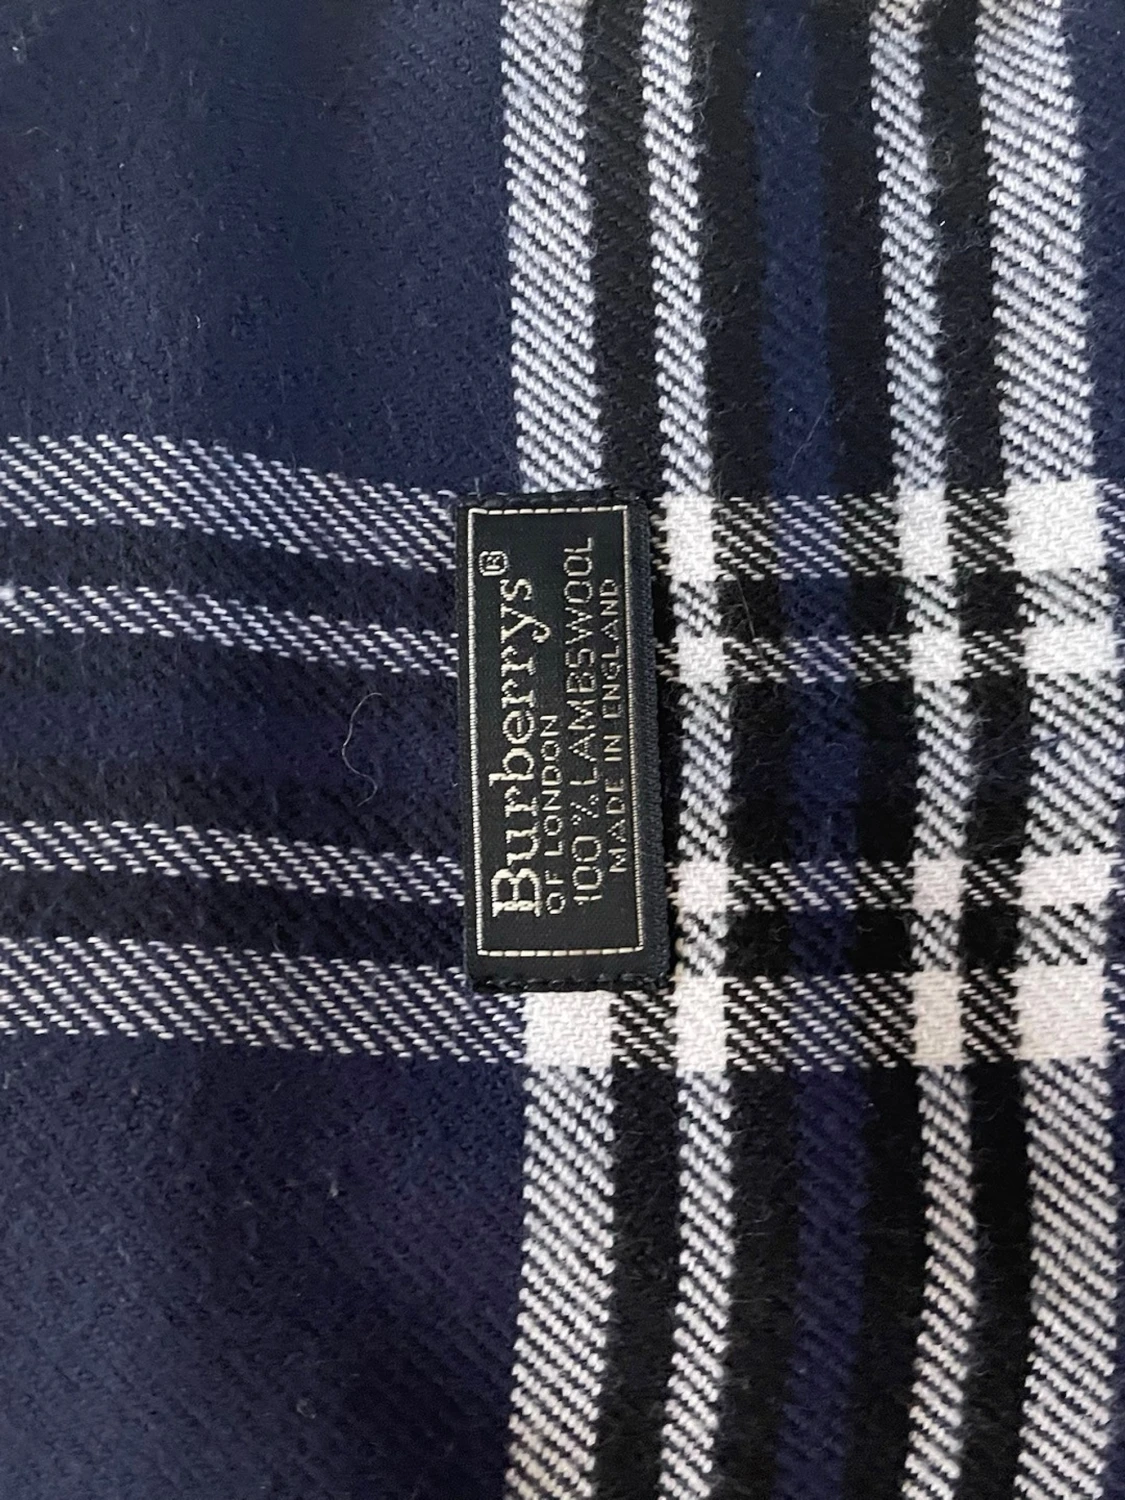 Burberrys®
OF LONDON
100% LAMBSWOOL
MADE IN ENGLAND